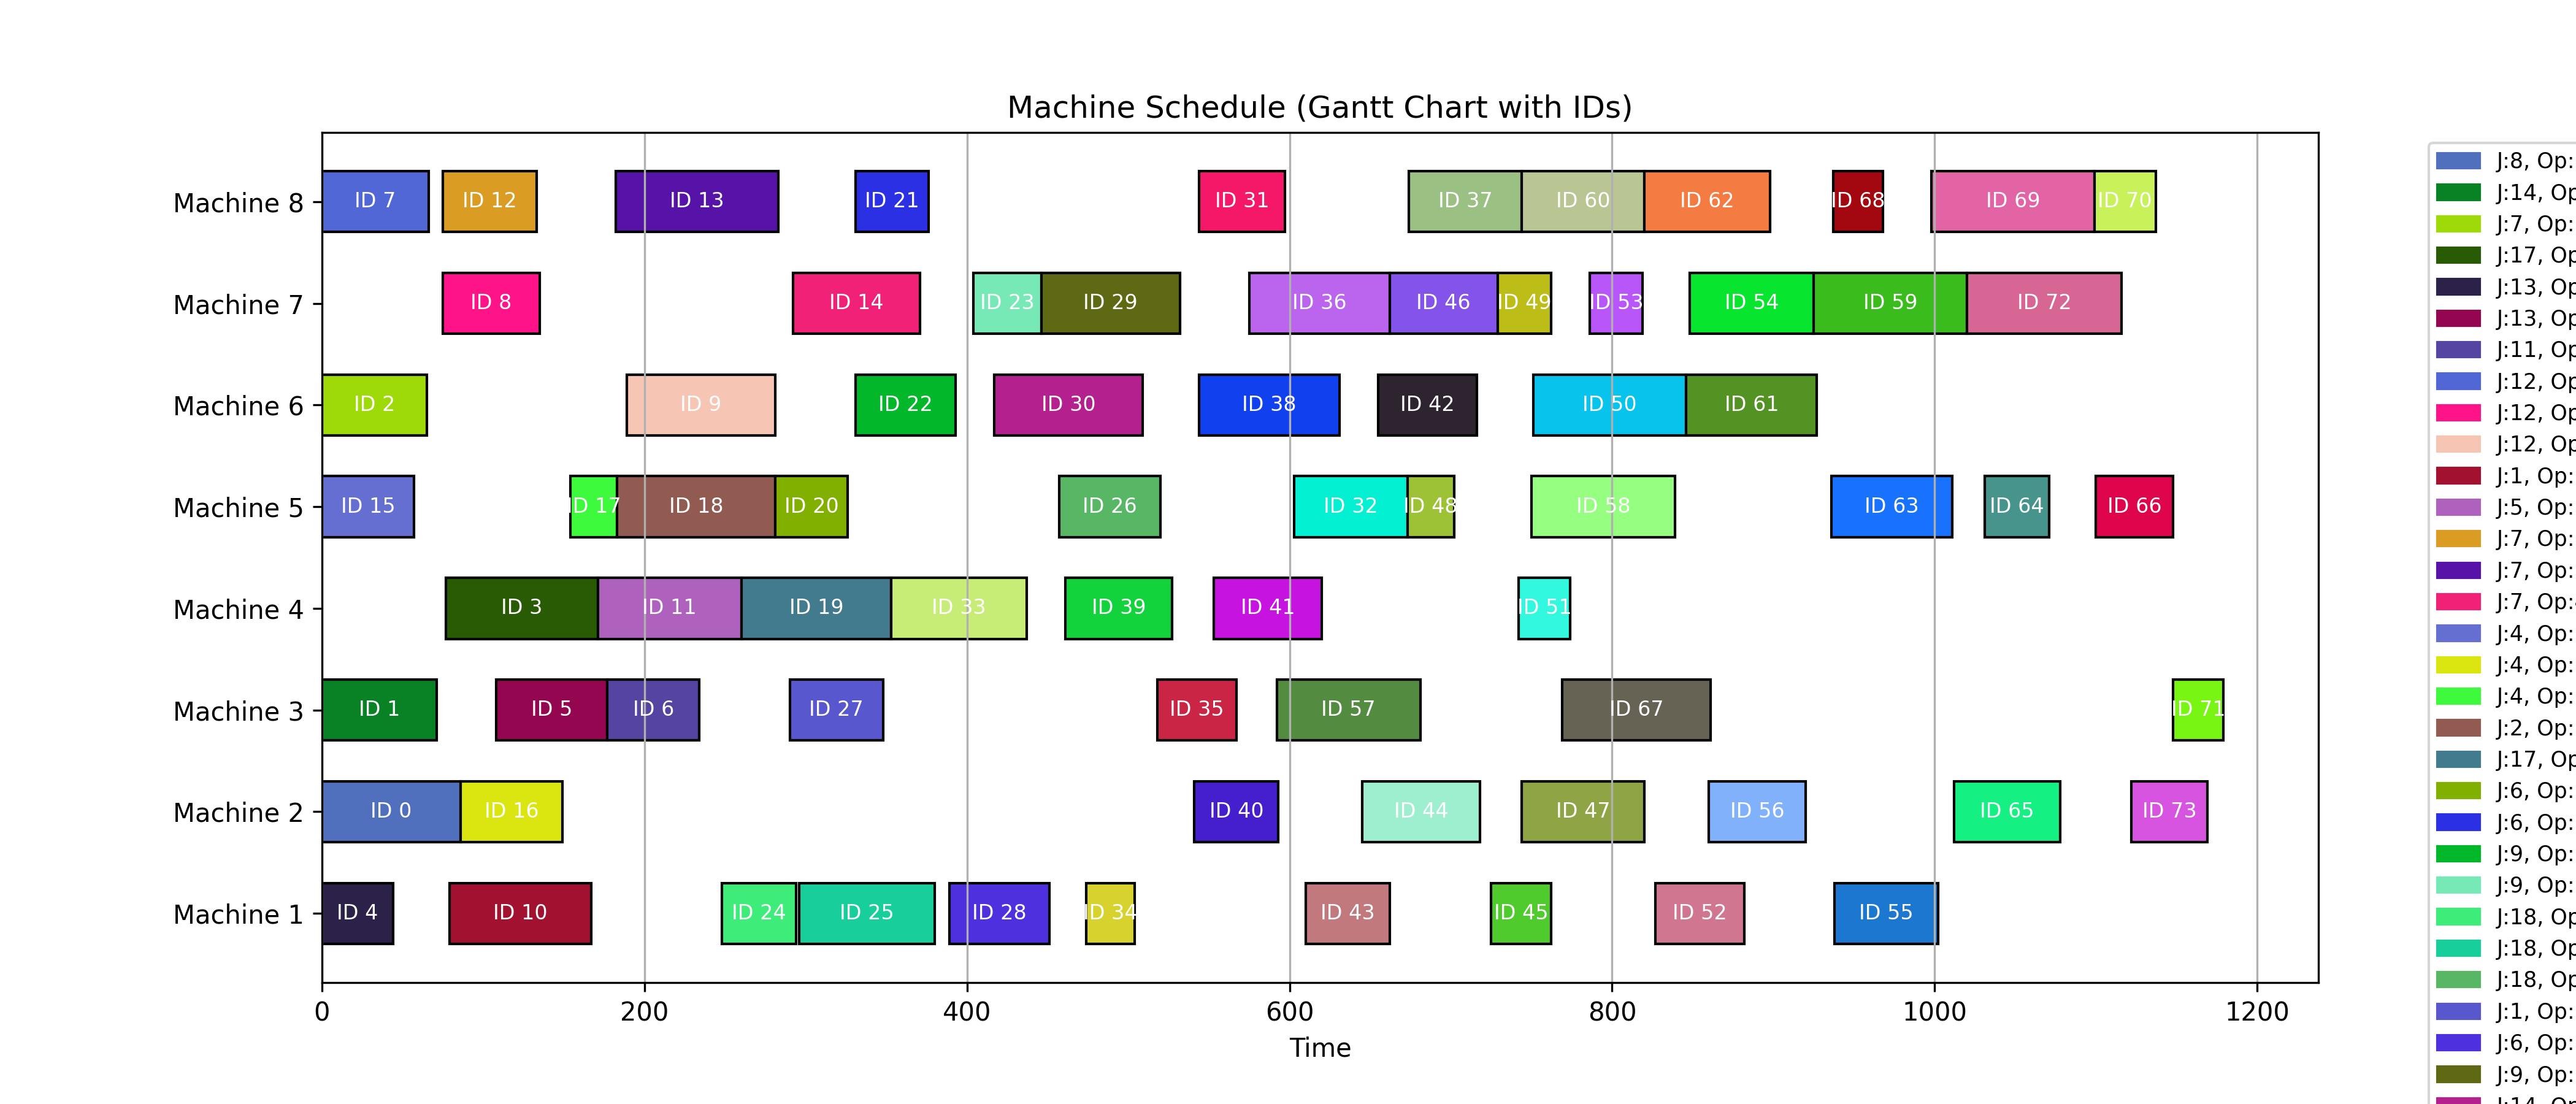 Machine Schedule (Gantt Chart with IDs)
Machine 8
ID 7
ID 12
ID 13
ID 21
ID 31
ID 37
ID 60
ID 62
ID 68
ID 69
ID 70
Machine 7
ID 8
ID 14
ID 23
ID 29
ID 36
ID 46
ID 49
ID 53
ID 54
ID 59
ID 72
Machine 6
ID 2
ID 9
ID 22
ID 30
ID 38
ID 42
ID 50
ID 61
Machine 5
ID 15
ID 17
ID 18
ID 20
ID 26
ID 32
ID 48
ID 58
ID 63
ID 64
ID 66
Machine 4
ID 3
ID 11
ID 19
ID 33
ID 39
ID 41
ID 51
Machine 3
ID 1
ID 5
ID 6
ID 27
ID 35
ID 57
ID 67
ID 71
Machine 2
ID 0
ID 16
ID 40
ID 44
ID 47
ID 56
ID 65
ID 73
Machine 1
ID 4
ID 10
ID 24
ID 25
ID 28
ID 34
ID 43
ID 45
ID 52
ID 55
0
200
400
600
800
1000
1200
Time
J:8, Op:
J:14, Op
J:7, Op:
J:17, Op
J:13, Op
J:13, Op
J:11, Op
J:12, Op
J:12, Op
J:12, Op
J:1, Op:
J:5, Op:
J:7, Op:
J:7, Op:
J:7, Op:
J:4, Op:
J:4, Op:
J:4, Op:
J:2, Op:
J:17, Op
J:6, Op:
J:6, Op:
J:9, Op:
J:9, Op:
J:18, Op
J:18, Op
J:18, Op
J:1, Op:
J:6, Op:
J:9, Op:
J:14, Op